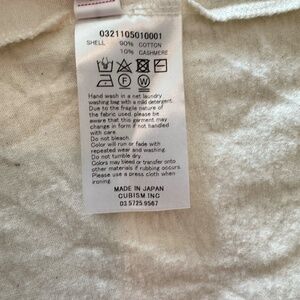 0321105010001
SHELL 90% COTTON
10% CASHMERE
Hand wash in a net laundry
washing bag with a mild detergent.
Due to the fragile nature of
the fabric used, please be
aware that this garment may
change in form if not handled
with care.
Do not bleach.
Color will run or fade with
repeated wear and washing.
Do not tumble dry.
Colors may bleed or transfer onto
other materials if rubbing occurs.
Please use a press cloth when
ironing.
MADE IN JAPAN
CUBISM INC
03.5725.9567